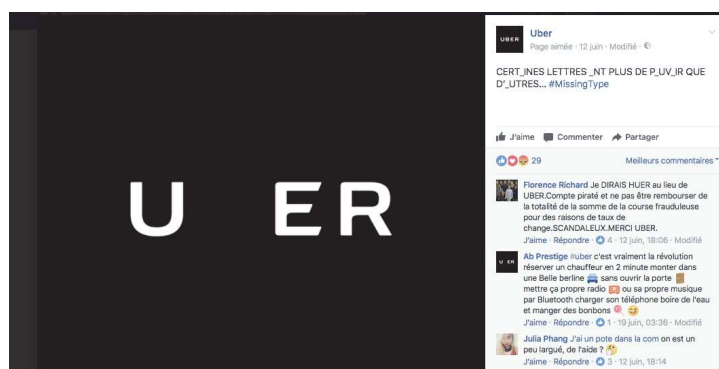 U ER
UBER
Uber
Page aimée · 12 juin · Modifié ·
CERT_INES LETTRES _NT PLUS DE P_UV_IR QUE
D'_UTRES... #MissingType
J'aime Commenter Partager
29 Meilleurs commentaires
Florence Richard Je DIRAIS HUER au lieu de
UBER.Compte piraté et ne pas être rembourser de
la totalité de la somme de la course frauduleuse
pour des raisons de taux de
change.SCANDALEUX.MERCI UBER.
J'aime · Répondre · 4 · 12 juin, 18:06 · Modifié
U ER
Ab Prestige #uber c'est vraiment la révolution
réserver un chauffeur en 2 minute monter dans
une Belle berline sans ouvrir la porte
mettre ça propre radio ou sa propre musique
par Bluetooth charger son téléphone boire de l'eau
et manger des bonbons
J'aime · Répondre · 1 · 19 juin, 03:36 · Modifié
Julia Phang J'ai un pote dans la com on est un
peu largué, de l'aide ?
J'aime · Répondre · 3 · 12 juin, 18:14